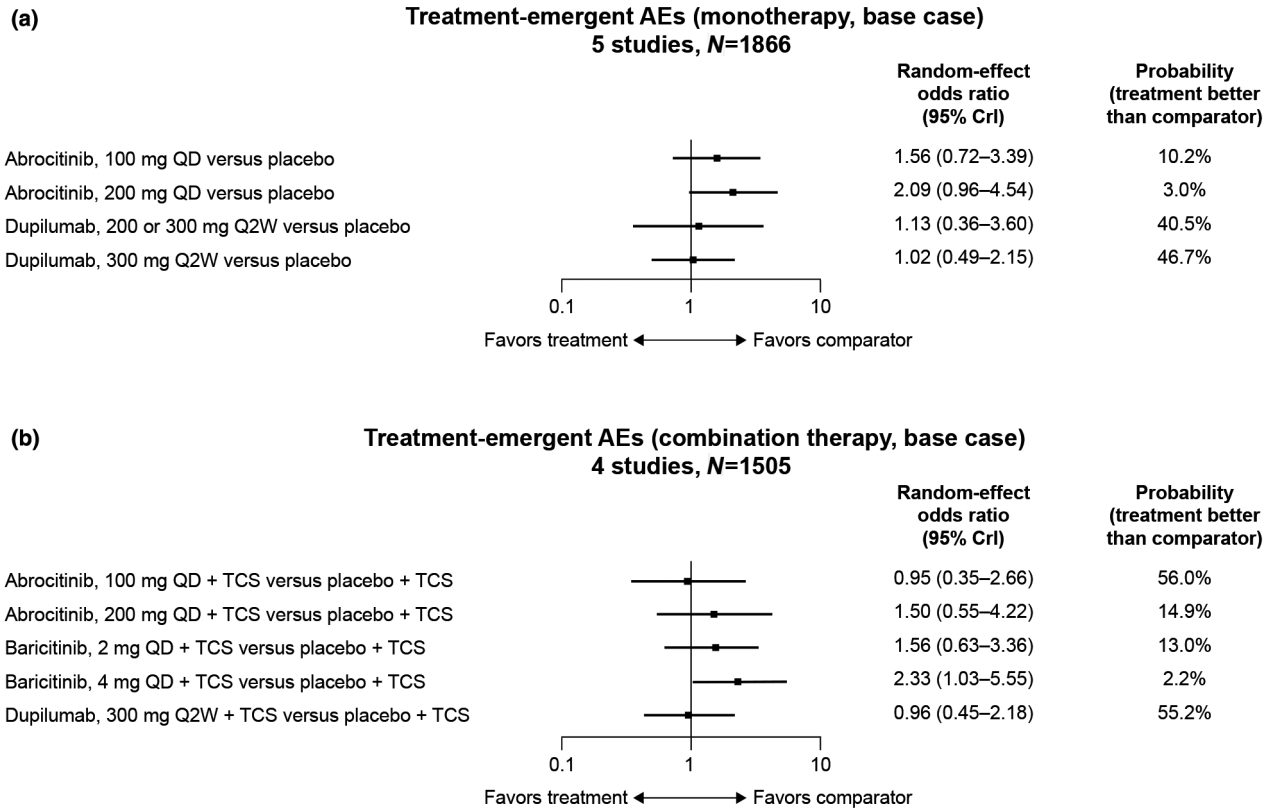 (a)
Treatment-emergent AEs (monotherapy, base case)
5 studies, N=1866
Random-effect
odds ratio
(95% CrI)
Probability
(treatment better
than comparator)
Abrocitinib, 100 mg QD versus placebo 1.56 (0.72–3.39) 10.2%
Abrocitinib, 200 mg QD versus placebo 2.09 (0.96–4.54) 3.0%
Dupilumab, 200 or 300 mg Q2W versus placebo 1.13 (0.36–3.60) 40.5%
Dupilumab, 300 mg Q2W versus placebo 1.02 (0.49–2.15) 46.7%
0.1 1 10
Favors treatment Favors comparator
(b)
Treatment-emergent AEs (combination therapy, base case)
4 studies, N=1505
Random-effect
odds ratio
(95% CrI)
Probability
(treatment better
than comparator)
Abrocitinib, 100 mg QD + TCS versus placebo + TCS 0.95 (0.35–2.66) 56.0%
Abrocitinib, 200 mg QD + TCS versus placebo + TCS 1.50 (0.55–4.22) 14.9%
Baricitinib, 2 mg QD + TCS versus placebo + TCS 1.56 (0.63–3.36) 13.0%
Baricitinib, 4 mg QD + TCS versus placebo + TCS 2.33 (1.03–5.55) 2.2%
Dupilumab, 300 mg Q2W + TCS versus placebo + TCS 0.96 (0.45–2.18) 55.2%
0.1 1 10
Favors treatment Favors comparator